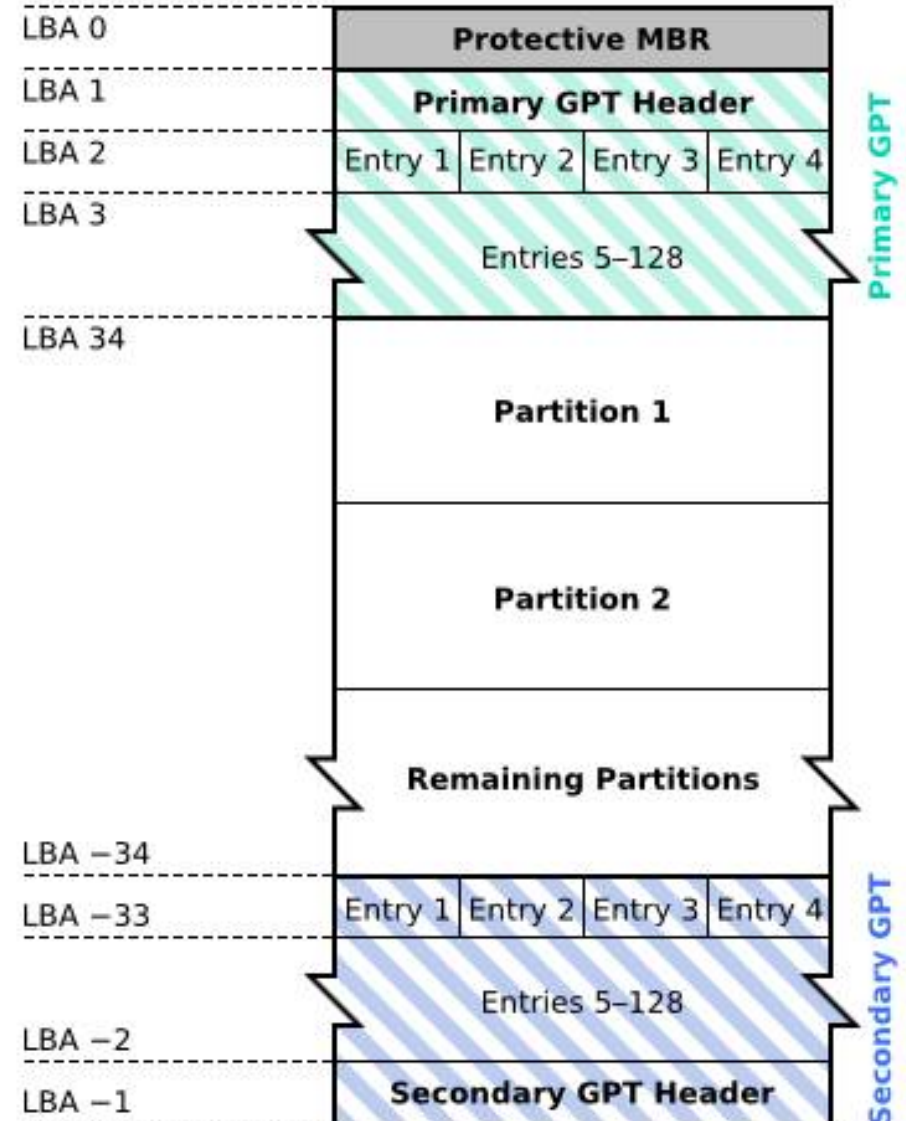 LBA 0
Protective MBR
LBA 1
Primary GPT Header
LBA 2
Entry 1 Entry 2 Entry 3 Entry 4
LBA 3
Entries 5–128
Primary GPT
LBA 34
Partition 1
Partition 2
Remaining Partitions
LBA −34
LBA −33
Entry 1 Entry 2 Entry 3 Entry 4
Entries 5–128
LBA −2
Secondary GPT Header
LBA −1
Secondary GPT